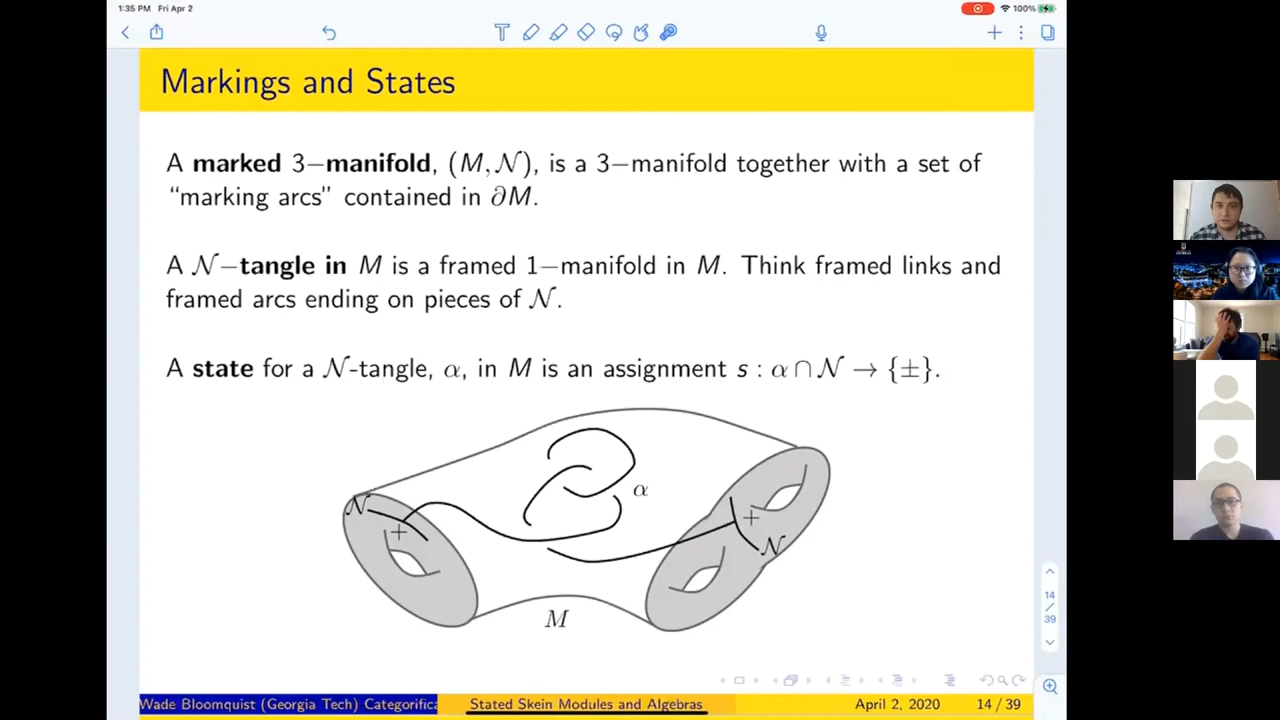 1:35 PM Fri Apr 2
100%
Markings and States
A marked 3−manifold, (M, 𝒩), is a 3−manifold together with a set of
“marking arcs” contained in ∂M.
A 𝒩−tangle in M is a framed 1−manifold in M. Think framed links and
framed arcs ending on pieces of 𝒩.
A state for a 𝒩-tangle, α, in M is an assignment s : α ∩ 𝒩 → {±}.
α
𝒩
+
+
𝒩
M
14
/
39
Wade Bloomquist (Georgia Tech) Categorifica
Stated Skein Modules and Algebras
April 2, 2020
14 / 39